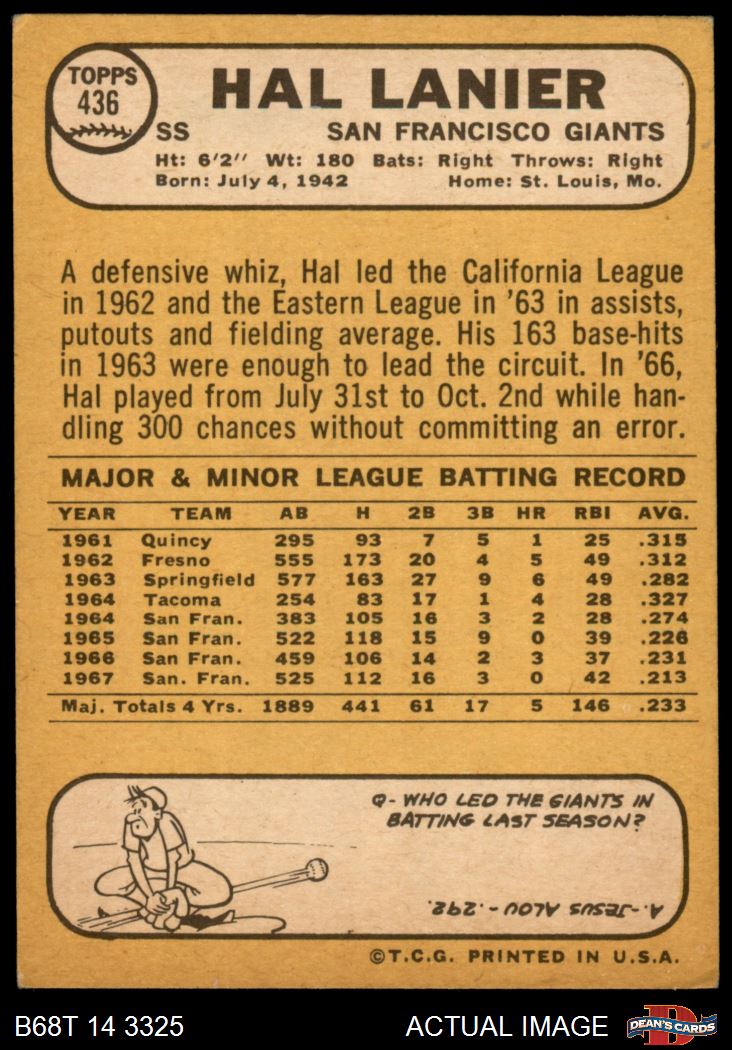 TOPPS
436
HAL LANIER
SS SAN FRANCISCO GIANTS
Ht: 6'2" Wt: 180 Bats: Right Throws: Right
Born: July 4, 1942 Home: St. Louis, Mo.
A defensive whiz, Hal led the California League
in 1962 and the Eastern League in '63 in assists,
putouts and fielding average. His 163 base-hits
in 1963 were enough to lead the circuit. In '66,
Hal played from July 31st to Oct. 2nd while han-
dling 300 chances without committing an error.
MAJOR & MINOR LEAGUE BATTING RECORD
YEAR TEAM AB H 2B 3B HR RBI AVG.
1961 Quincy 295 93 7 5 1 25 .315
1962 Fresno 555 173 20 4 5 49 .312
1963 Springfield 577 163 27 9 6 49 .282
1964 Tacoma 254 83 17 1 4 28 .327
1964 San Fran. 383 105 16 3 2 28 .274
1965 San Fran. 522 118 15 9 0 39 .226
1966 San Fran. 459 106 14 2 3 37 .231
1967 San. Fran. 525 112 16 3 0 42 .213
Maj. Totals 4 Yrs. 1889 441 61 17 5 146 .233
Q- WHO LED THE GIANTS IN
BATTING LAST SEASON?
A.-JESUS ALOU - .292.
©T.C.G. PRINTED IN U.S.A.
B68T 14 3325 ACTUAL IMAGE D DEAN'S CARDS